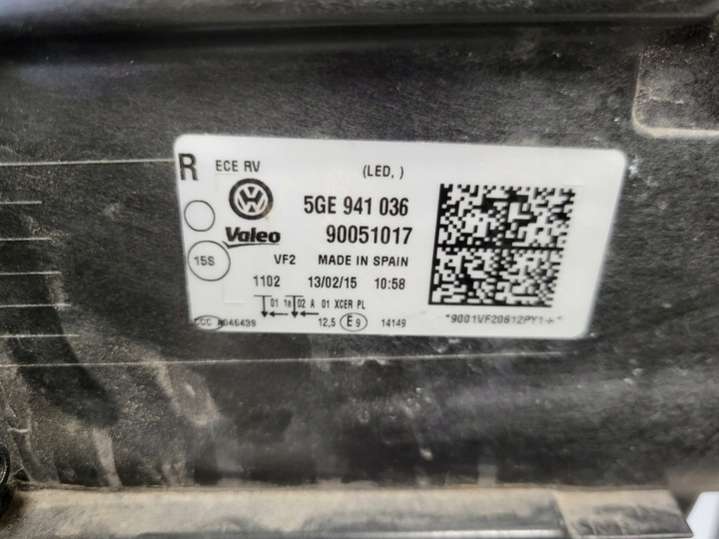 R ECE RV (LED, )
5GE 941 036
Valeo 90051017
15S VF2 MADE IN SPAIN
1102 13/02/15 10:58
01 1a 02 A 01 XCER PL
12,5 E9 14149